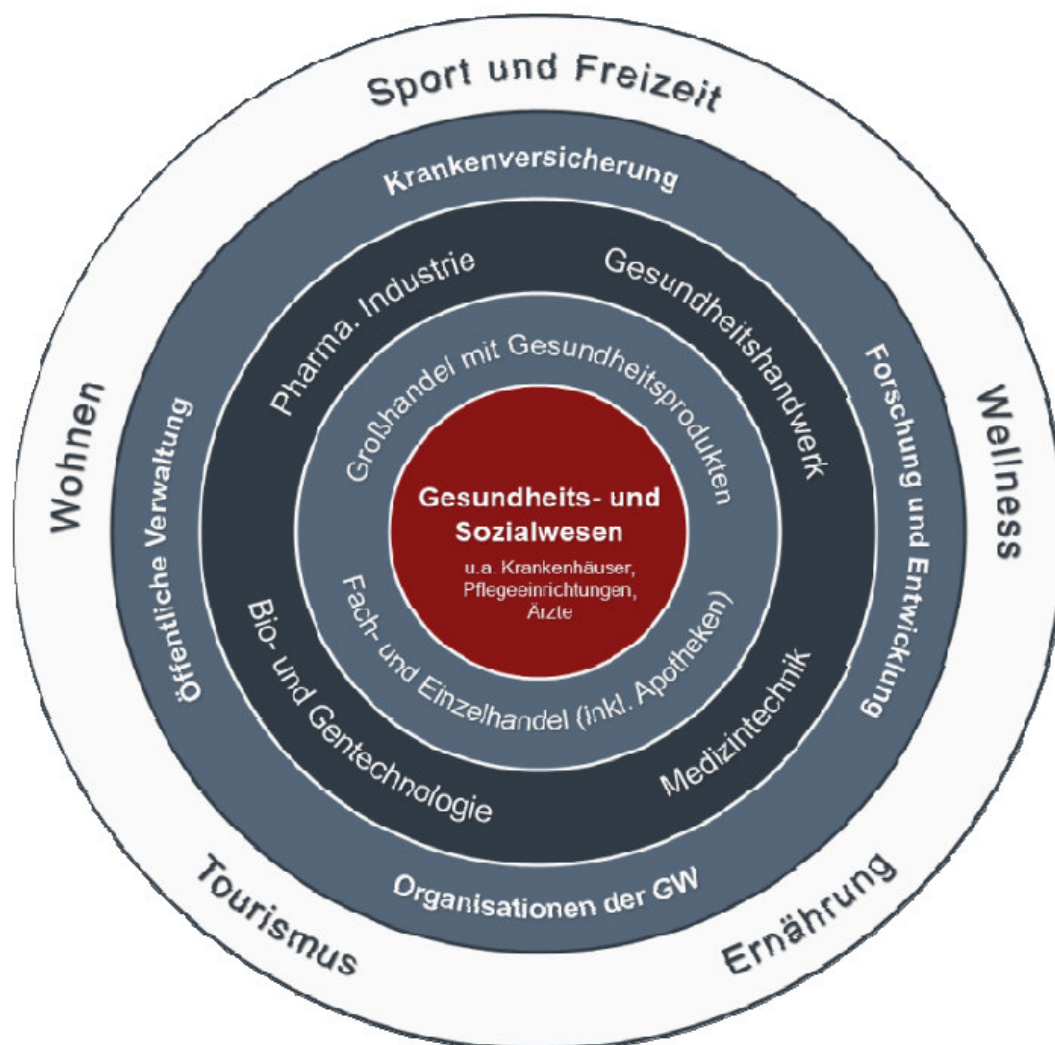 Sport und Freizeit
Krankenversicherung
Pharma. Industrie
Gesundheitshandwerk
Großhandel mit Gesundheitsprodukten
Wohnen
Öffentliche Verwaltung
Forschung und Entwicklung
Wellness
Gesundheits- und
Sozialwesen
u.a. Krankenhäuser,
Pflegeeinrichtungen,
Ärzte
Fach- und Einzelhandel (inkl. Apotheken)
Bio- und Gentechnologie
Medizintechnik
Organisationen der GW
Tourismus
Ernährung